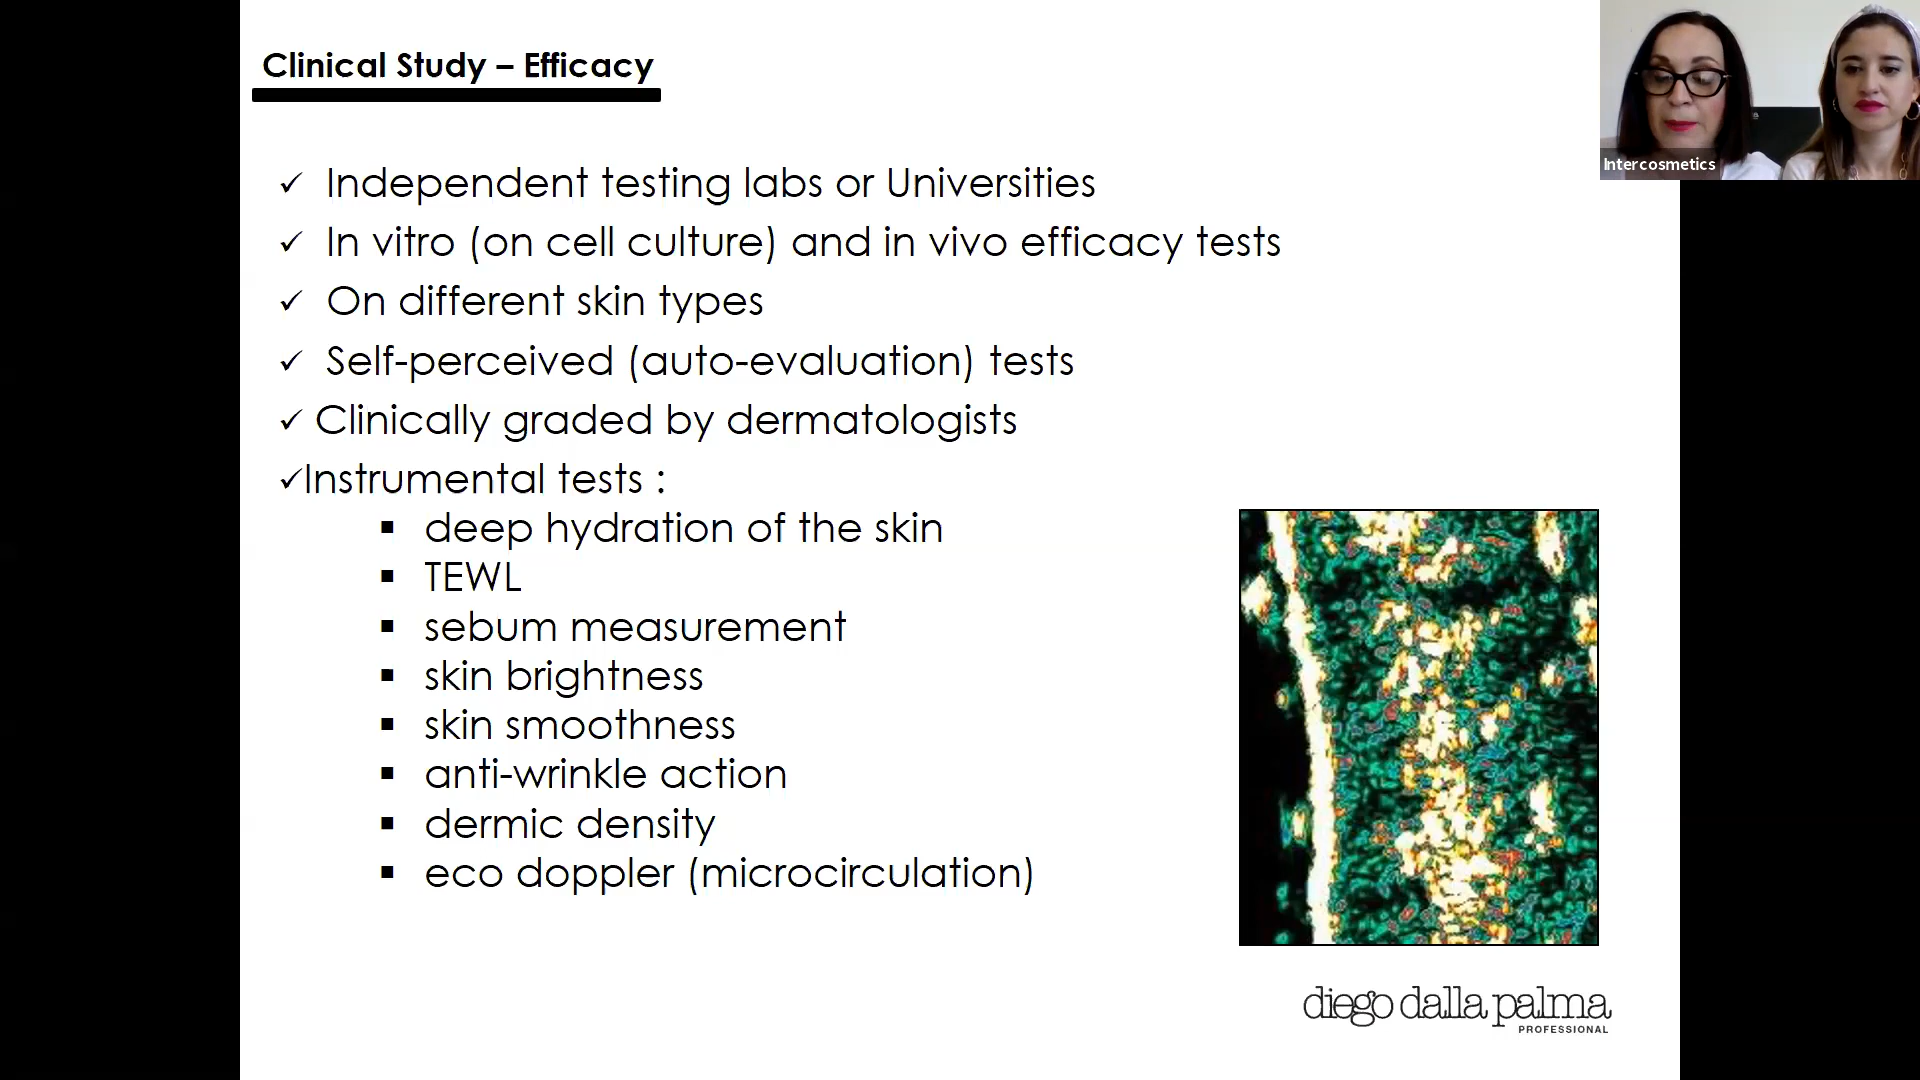 Clinical Study – Efficacy
Intercosmetics
✓ Independent testing labs or Universities
✓ In vitro (on cell culture) and in vivo efficacy tests
✓ On different skin types
✓ Self-perceived (auto-evaluation) tests
✓ Clinically graded by dermatologists
✓Instrumental tests :
▪ deep hydration of the skin
▪ TEWL
▪ sebum measurement
▪ skin brightness
▪ skin smoothness
▪ anti-wrinkle action
▪ dermic density
▪ eco doppler (microcirculation)
diego dalla palma
PROFESSIONAL